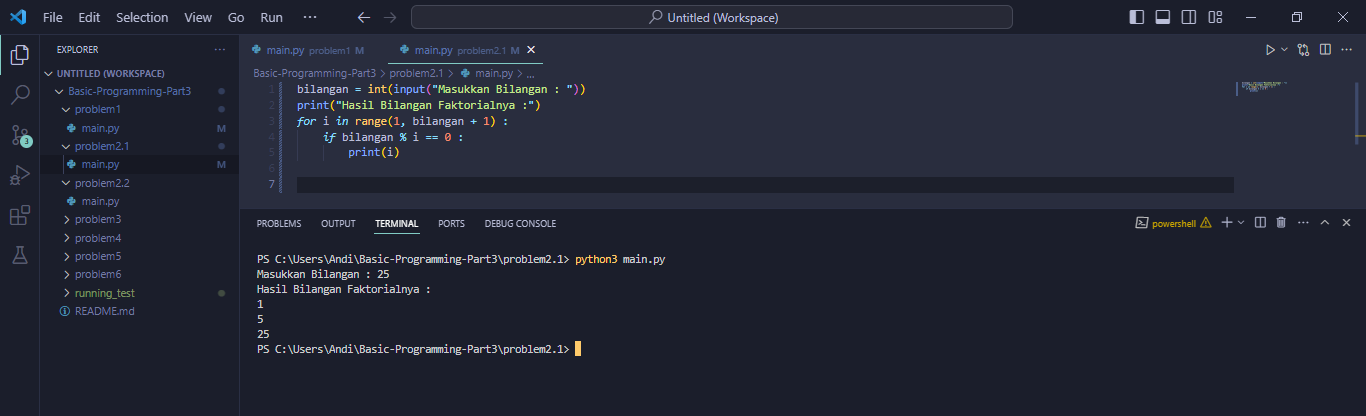 File Edit Selection View Go Run ··· Untitled (Workspace)
EXPLORER ···
UNTITLED (WORKSPACE)
Basic-Programming-Part3
problem1
main.py M
problem2.1
main.py M
problem2.2
main.py
problem3
problem4
problem5
problem6
running_test
README.md
3
main.py problem1 M main.py problem2.1 M
Basic-Programming-Part3 > problem2.1 > main.py > ...
1 bilangan = int(input("Masukkan Bilangan : "))
2 print("Hasil Bilangan Faktorialnya :")
3 for i in range(1, bilangan + 1) :
4 if bilangan % i == 0 :
5 print(i)
6
7
PROBLEMS OUTPUT TERMINAL PORTS DEBUG CONSOLE powershell
PS C:\Users\Andi\Basic-Programming-Part3\problem2.1> python3 main.py
Masukkan Bilangan : 25
Hasil Bilangan Faktorialnya :
1
5
25
PS C:\Users\Andi\Basic-Programming-Part3\problem2.1>